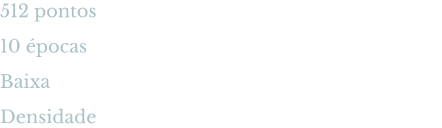 512 pontos
10 épocas
Baixa
Densidade